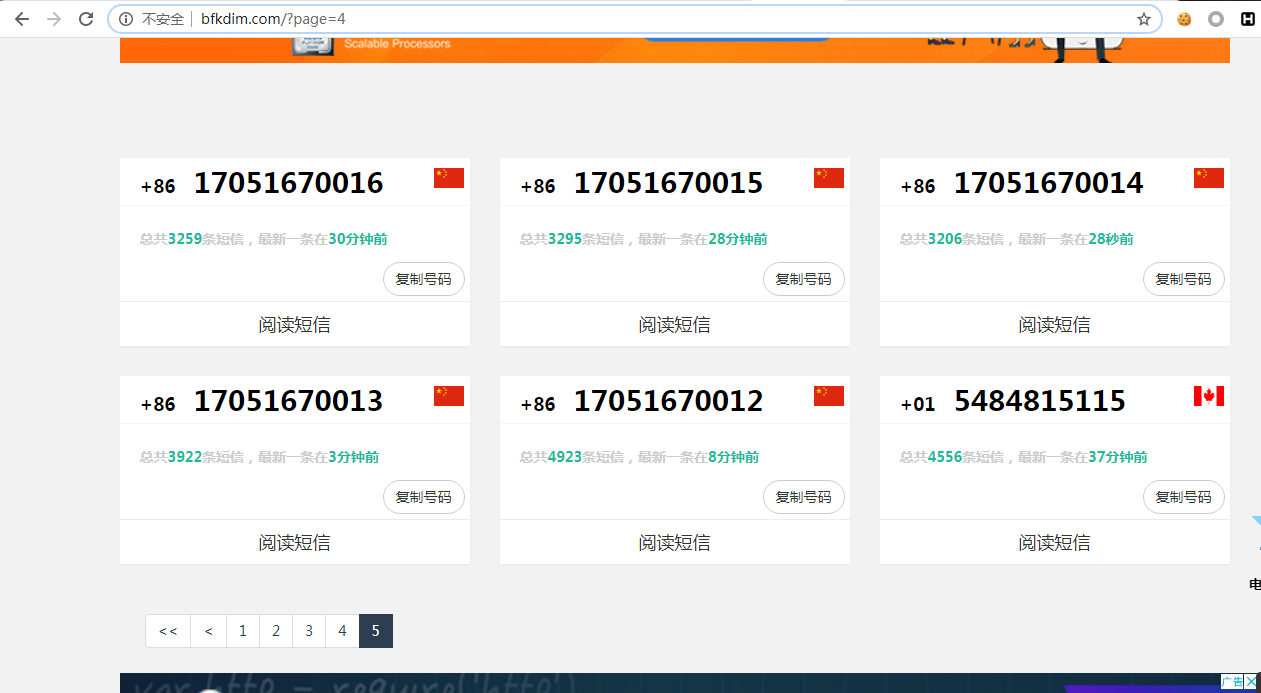 不安全 bfkdim.com/?page=4
Scalable Processors
+86 17051670016
总共3259条短信，最新一条在30分钟前
复制号码
阅读短信
+86 17051670015
总共3295条短信，最新一条在28分钟前
复制号码
阅读短信
+86 17051670014
总共3206条短信，最新一条在28秒前
复制号码
阅读短信
+86 17051670013
总共3922条短信，最新一条在3分钟前
复制号码
阅读短信
+86 17051670012
总共4923条短信，最新一条在8分钟前
复制号码
阅读短信
+01 5484815115
总共4556条短信，最新一条在37分钟前
复制号码
阅读短信
电
<< < 1 2 3 4 5
var http = require('http')
广告